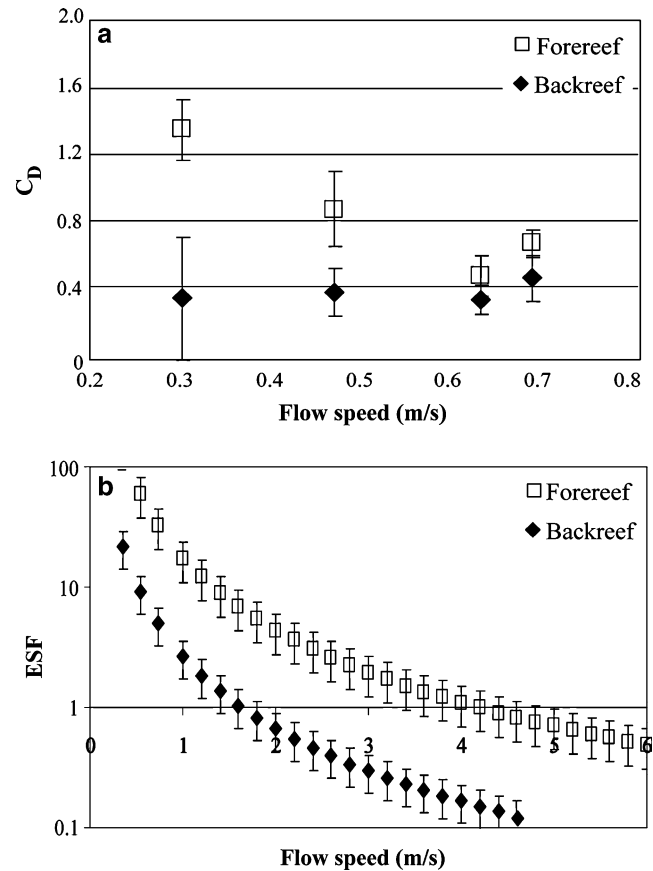 a
2.0
1.6
1.2
0.8
0.4
0
C_D
Forereef
Backreef
0.2 0.3 0.4 0.5 0.6 0.7 0.8
Flow speed (m/s)
b
100
10
1
0.1
ESF
Forereef
Backreef
0 1 2 3 4 5 6
Flow speed (m/s)